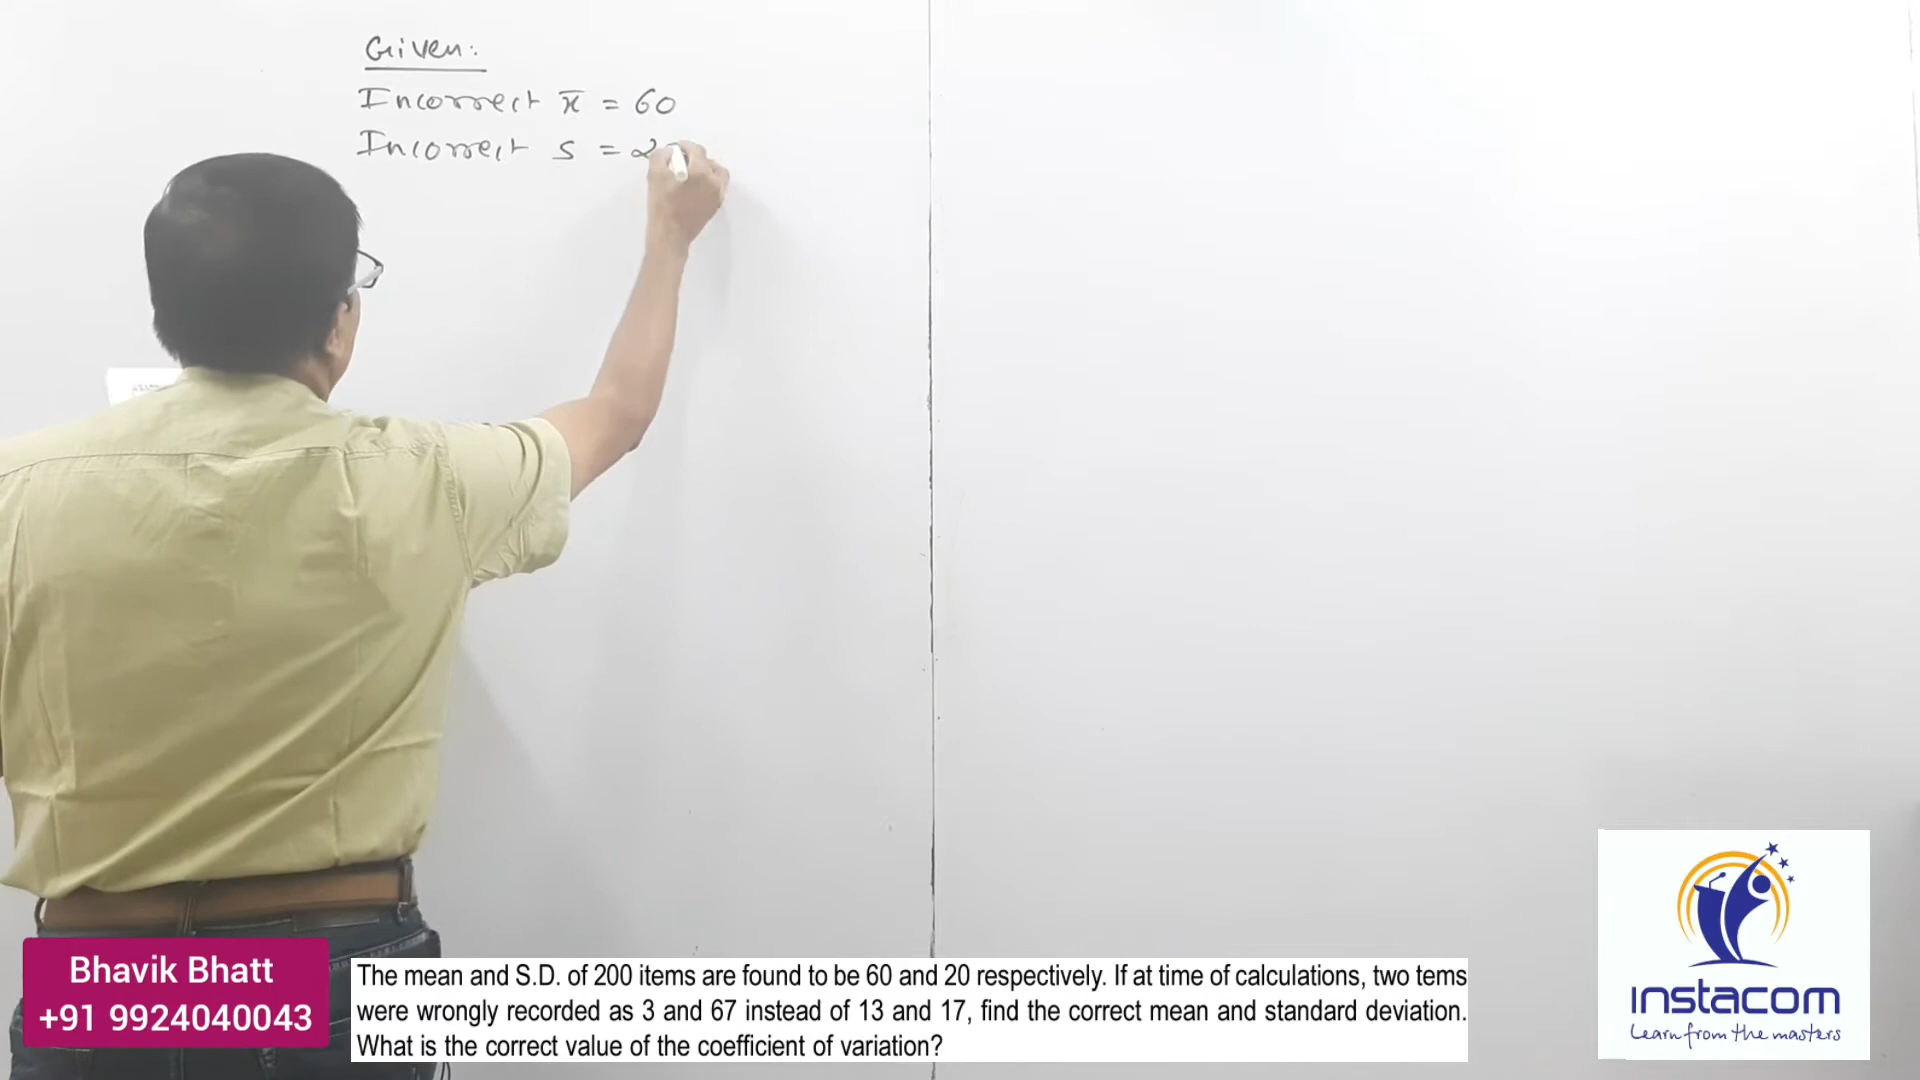 Given:
Incorrect x̄ = 60
Incorrect s = 2
Bhavik Bhatt
+91 9924040043
The mean and S.D. of 200 items are found to be 60 and 20 respectively. If at time of calculations, two tems
were wrongly recorded as 3 and 67 instead of 13 and 17, find the correct mean and standard deviation.
What is the correct value of the coefficient of variation?
ınstacom
Learn from the masters